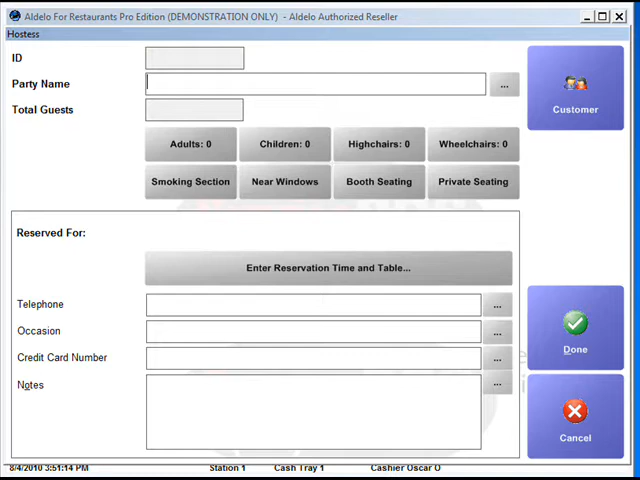 Aldelo For Restaurants Pro Edition (DEMONSTRATION ONLY) - Aldelo Authorized Reseller
Hostess
ID
Party Name
...
Customer
Total Guests
Adults: 0
Children: 0
Highchairs: 0
Wheelchairs: 0
Smoking Section
Near Windows
Booth Seating
Private Seating
Reserved For:
Enter Reservation Time and Table...
Telephone
...
Occasion
...
Done
Credit Card Number
...
Notes
...
Cancel
8/4/2010 3:51:14 PM
Station 1
Cash Tray 1
Cashier Oscar O